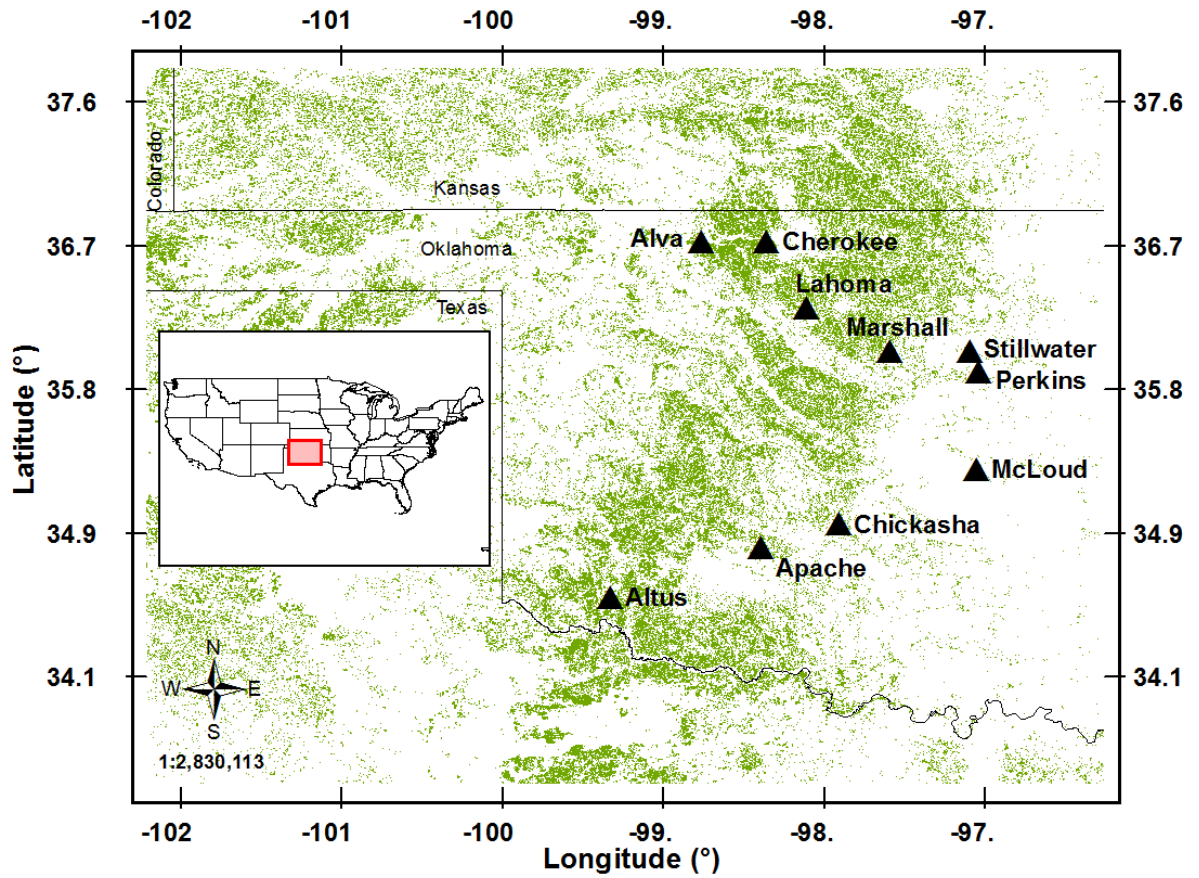 -102 -101 -100 -99. -98. -97.
37.6 37.6
Colorado
Kansas
36.7 Alva Cherokee 36.7
Oklahoma
Lahoma
Texas
Marshall
Stillwater
35.8 Perkins 35.8
Latitude (°)
McLoud
34.9 Chickasha 34.9
Apache
Altus
N
34.1 34.1
W E
S
1:2,830,113
-102 -101 -100 -99. -98. -97.
Longitude (°)